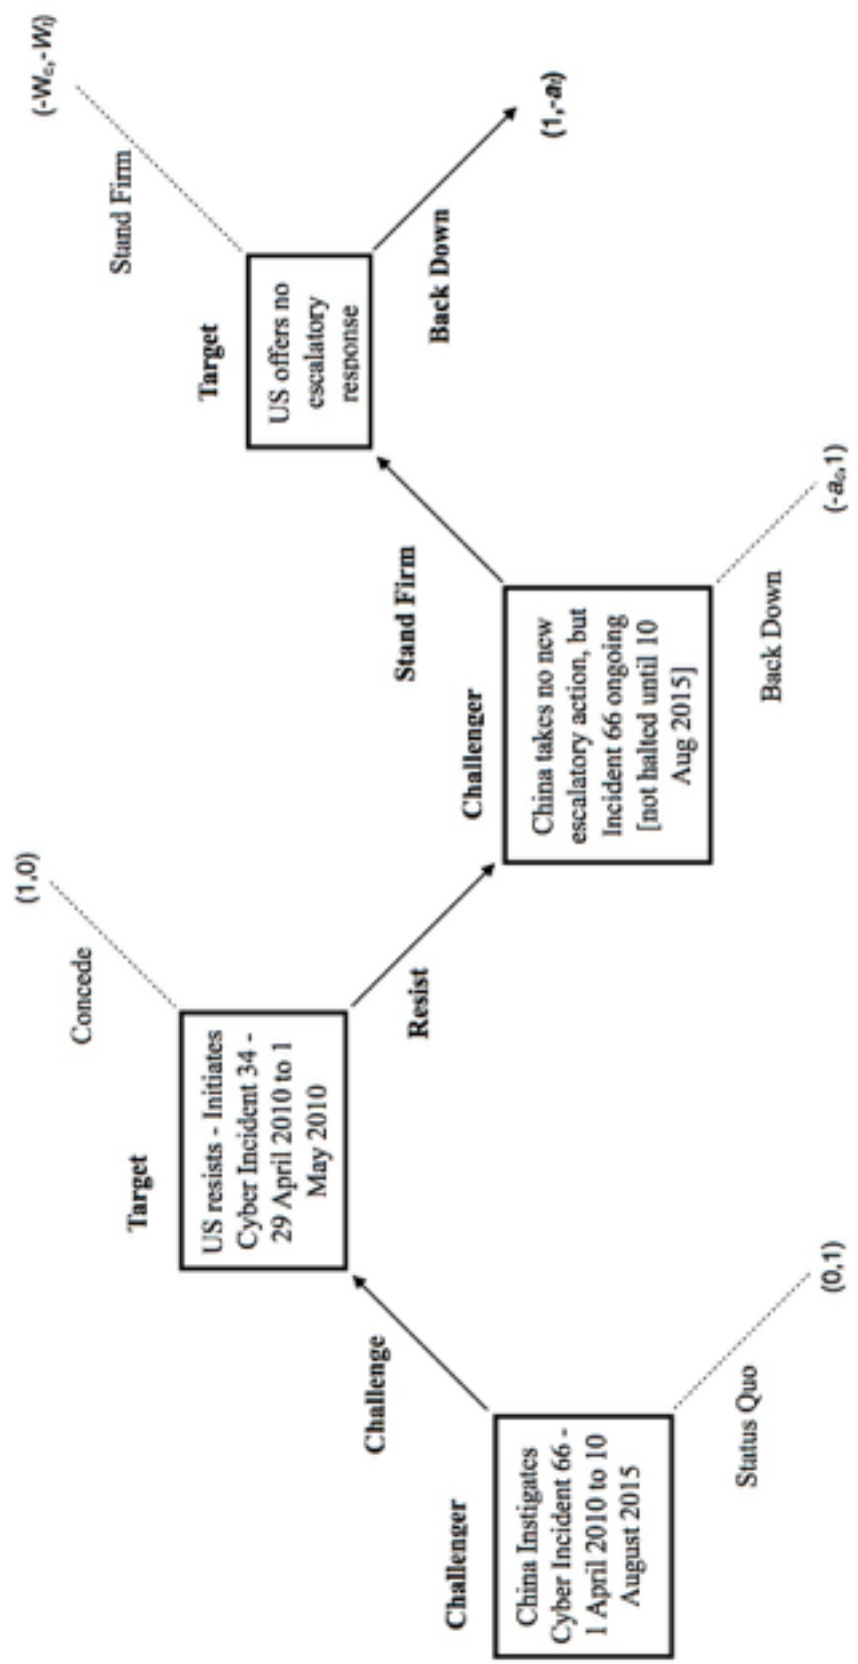 Challenger
China Instigates
Cyber Incident 66 -
1 April 2010 to 10
August 2015
Challenge
Status Quo
(0,1)
Target
US resists - Initiates
Cyber Incident 34 -
29 April 2010 to 1
May 2010
Concede
(1,0)
Resist
Challenger
China takes no new
escalatory action, but
Incident 66 ongoing
[not halted until 10
Aug 2015]
Stand Firm
Back Down
(-a꜀,1)
Target
US offers no
escalatory
response
Stand Firm
(-W꜀,-Wₜ)
Back Down
(1,-aₜ)